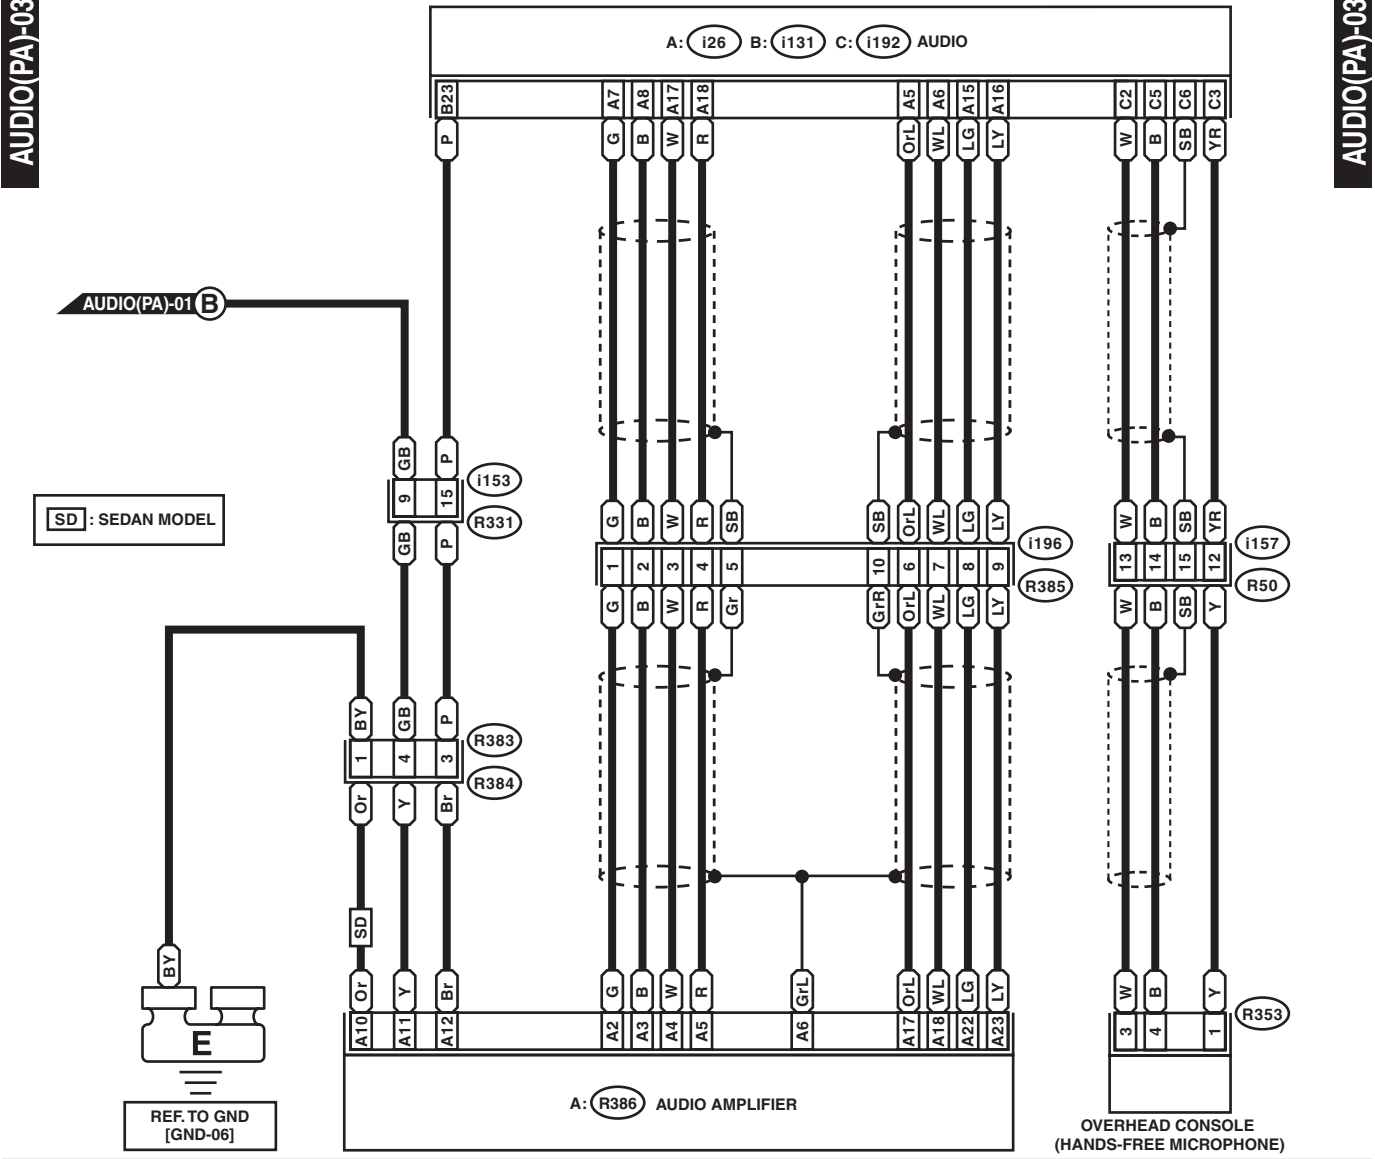 AUDIO(PA)-03
AUDIO(PA)-03
A: i26 B: i131 C: i192 AUDIO
B23 A7 A8 A17 A18 A5 A6 A15 A16 C2 C5 C6 C3
P G B W R OrL WL LG LY W B SB YR
AUDIO(PA)-01 B
GB P
9 15
i153
R331
GB P
SD : SEDAN MODEL
G B W R SB SB OrL WL LG LY W B SB YR
1 2 3 4 5 10 6 7 8 9 13 14 15 12
i196
R385
i157
R50
G B W R Gr GrR OrL WL LG LY W B SB Y
BY GB P
1 4 3
R383
R384
Or Y Br
SD
BY
Or Y Br G B W R GrL OrL WL LG LY W B Y
A10 A11 A12 A2 A3 A4 A5 A6 A17 A18 A22 A23 3 4 1
R353
E
REF. TO GND
[GND-06]
A: R386 AUDIO AMPLIFIER
OVERHEAD CONSOLE
(HANDS-FREE MICROPHONE)